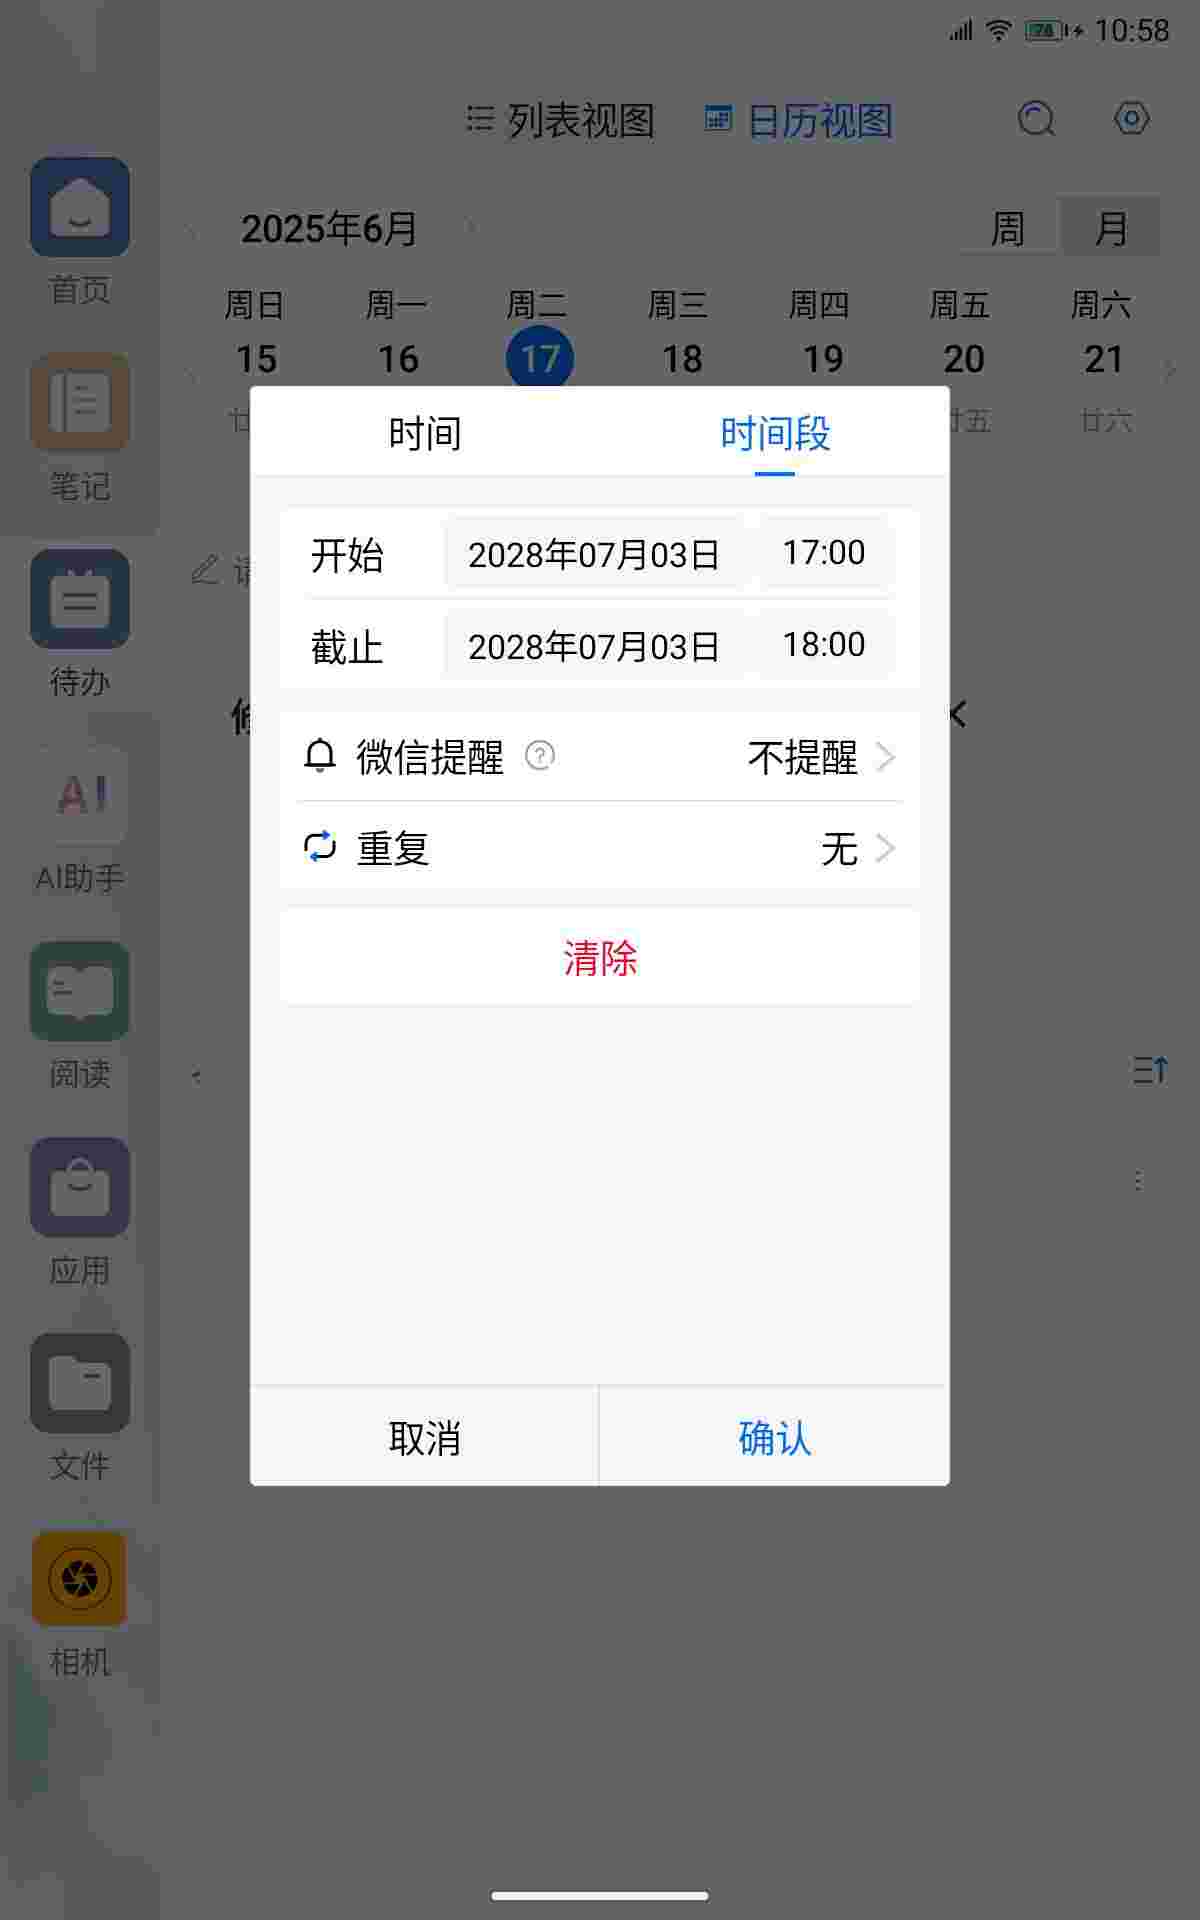 74
10:58
列表视图
日历视图
2025年6月
周
月
周日 周一 周二 周三 周四 周五 周六
15 16 17 18 19 20 21
廿五 廿六
时间
时间段
开始 2028年07月03日 17:00
截止 2028年07月03日 18:00
微信提醒 ? 不提醒
重复 无
清除
取消
确认
首页
笔记
待办
AI
AI助手
阅读
应用
文件
相机